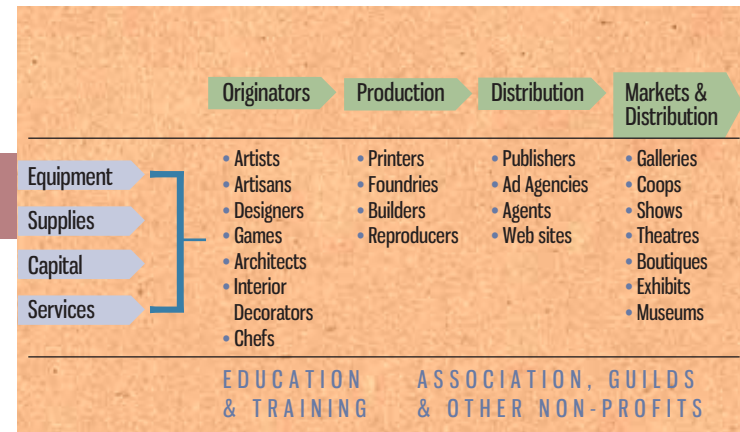 Originators
Production
Distribution
Markets &
Distribution
Equipment
Supplies
Capital
Services
• Artists
• Artisans
• Designers
• Games
• Architects
• Interior
Decorators
• Chefs
• Printers
• Foundries
• Builders
• Reproducers
• Publishers
• Ad Agencies
• Agents
• Web sites
• Galleries
• Coops
• Shows
• Theatres
• Boutiques
• Exhibits
• Museums
EDUCATION
& TRAINING
ASSOCIATION, GUILDS
& OTHER NON-PROFITS